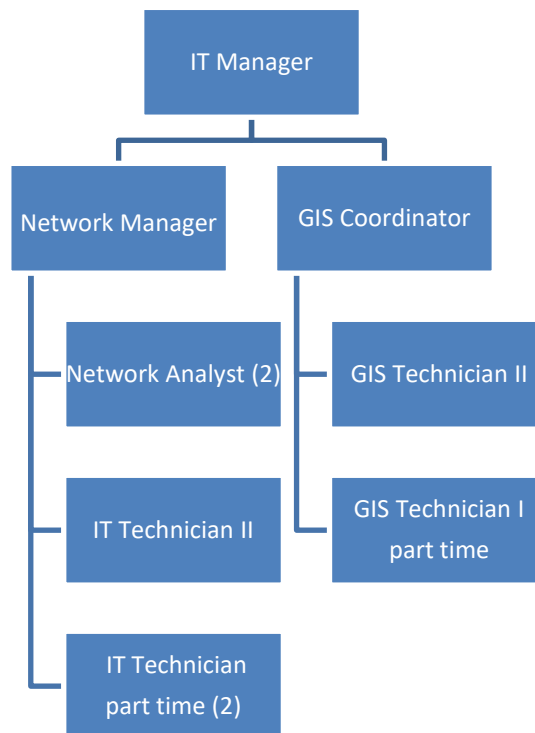 IT Manager
Network Manager
GIS Coordinator
Network Analyst (2)
GIS Technician II
IT Technician II
GIS Technician I
part time
IT Technician
part time (2)